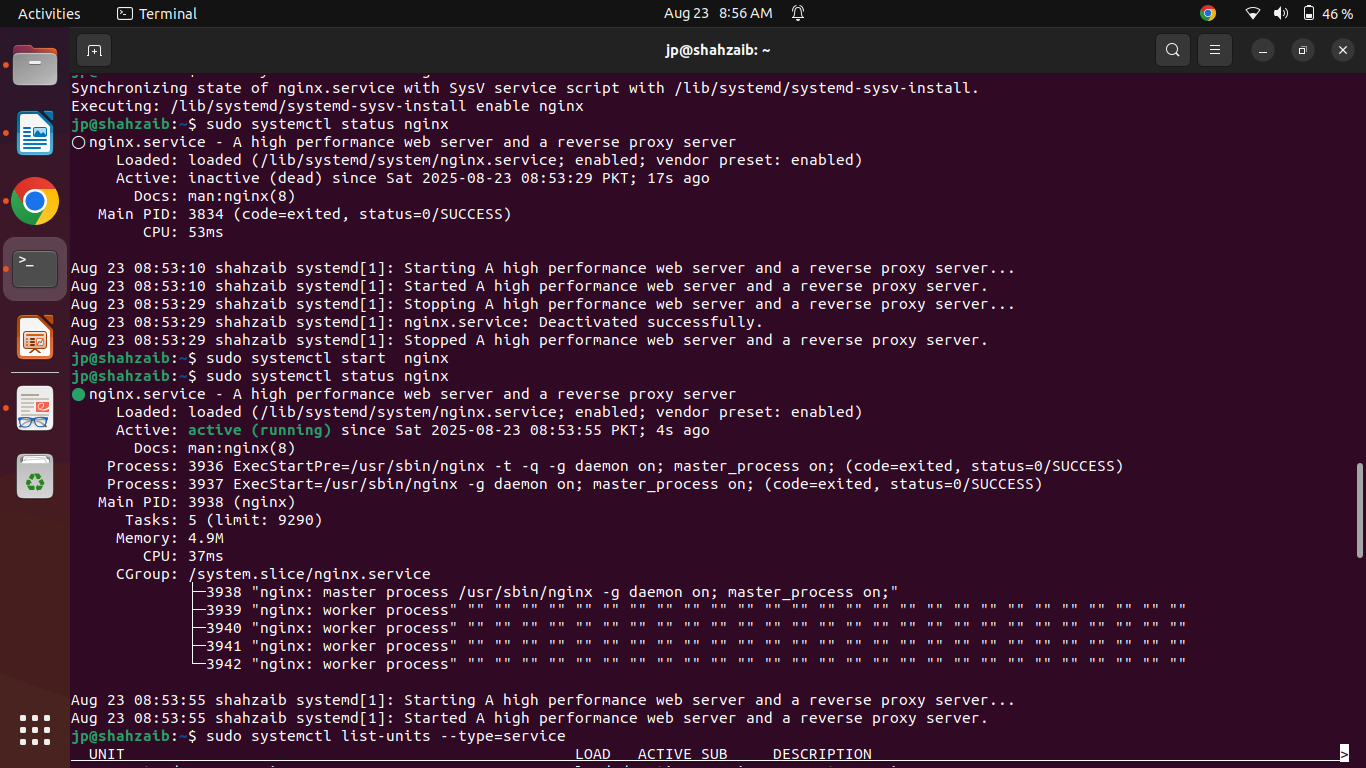 Activities
Terminal
Aug 23 8:56 AM
46 %
jp@shahzaib: ~
Synchronizing state of nginx.service with SysV service script with /lib/systemd/systemd-sysv-install.
Executing: /lib/systemd/systemd-sysv-install enable nginx
jp@shahzaib:~$ sudo systemctl status nginx
○ nginx.service - A high performance web server and a reverse proxy server
Loaded: loaded (/lib/systemd/system/nginx.service; enabled; vendor preset: enabled)
Active: inactive (dead) since Sat 2025-08-23 08:53:29 PKT; 17s ago
Docs: man:nginx(8)
Main PID: 3834 (code=exited, status=0/SUCCESS)
CPU: 53ms
Aug 23 08:53:10 shahzaib systemd[1]: Starting A high performance web server and a reverse proxy server...
Aug 23 08:53:10 shahzaib systemd[1]: Started A high performance web server and a reverse proxy server.
Aug 23 08:53:29 shahzaib systemd[1]: Stopping A high performance web server and a reverse proxy server...
Aug 23 08:53:29 shahzaib systemd[1]: nginx.service: Deactivated successfully.
Aug 23 08:53:29 shahzaib systemd[1]: Stopped A high performance web server and a reverse proxy server.
jp@shahzaib:~$ sudo systemctl start  nginx
jp@shahzaib:~$ sudo systemctl status nginx
● nginx.service - A high performance web server and a reverse proxy server
Loaded: loaded (/lib/systemd/system/nginx.service; enabled; vendor preset: enabled)
Active: active (running) since Sat 2025-08-23 08:53:55 PKT; 4s ago
Docs: man:nginx(8)
Process: 3936 ExecStartPre=/usr/sbin/nginx -t -q -g daemon on; master_process on; (code=exited, status=0/SUCCESS)
Process: 3937 ExecStart=/usr/sbin/nginx -g daemon on; master_process on; (code=exited, status=0/SUCCESS)
Main PID: 3938 (nginx)
Tasks: 5 (limit: 9290)
Memory: 4.9M
CPU: 37ms
CGroup: /system.slice/nginx.service
├─3938 "nginx: master process /usr/sbin/nginx -g daemon on; master_process on;"
├─3939 "nginx: worker process" "" "" "" "" "" "" "" "" "" "" "" "" "" "" "" "" "" "" "" "" "" "" "" "" "" "" ""
├─3940 "nginx: worker process" "" "" "" "" "" "" "" "" "" "" "" "" "" "" "" "" "" "" "" "" "" "" "" "" "" "" ""
├─3941 "nginx: worker process" "" "" "" "" "" "" "" "" "" "" "" "" "" "" "" "" "" "" "" "" "" "" "" "" "" "" ""
└─3942 "nginx: worker process" "" "" "" "" "" "" "" "" "" "" "" "" "" "" "" "" "" "" "" "" "" "" "" "" "" "" ""
Aug 23 08:53:55 shahzaib systemd[1]: Starting A high performance web server and a reverse proxy server...
Aug 23 08:53:55 shahzaib systemd[1]: Started A high performance web server and a reverse proxy server.
jp@shahzaib:~$ sudo systemctl list-units --type=service
UNIT LOAD ACTIVE SUB DESCRIPTION >